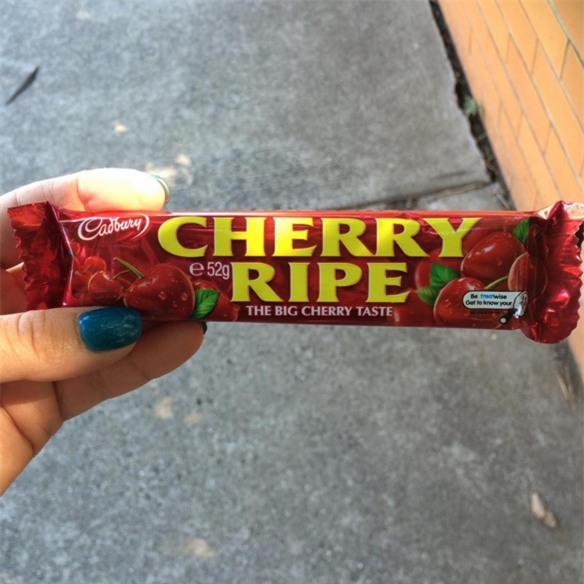 Cadbury
CHERRY
℮ 52g
RIPE
THE BIG CHERRY TASTE
Be treatwise
Get to know your